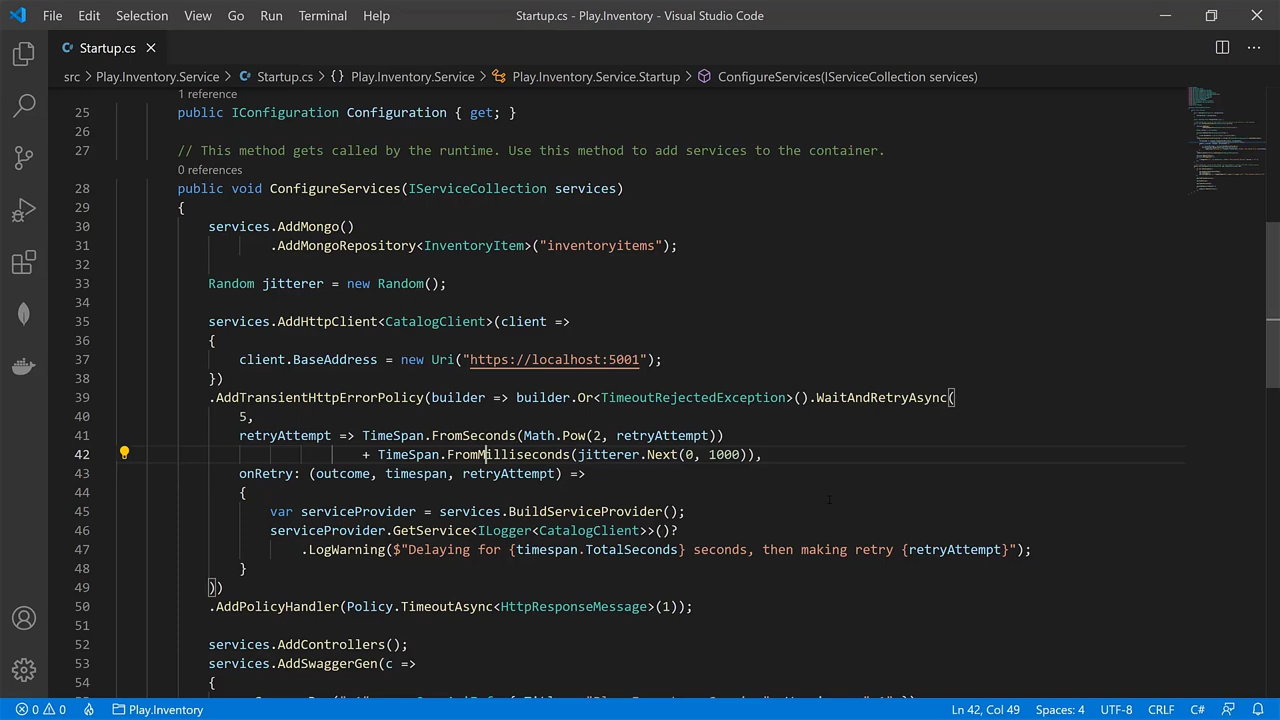 File Edit Selection View Go Run Terminal Help Startup.cs - Play.Inventory - Visual Studio Code
Startup.cs
src > Play.Inventory.Service > Startup.cs > {} Play.Inventory.Service > Play.Inventory.Service.Startup > ConfigureServices(IServiceCollection services)
1 reference
25 public IConfiguration Configuration { get; }
26
27 // This method gets called by the runtime. Use this method to add services to the container.
0 references
28 public void ConfigureServices(IServiceCollection services)
29 {
30 services.AddMongo()
31 .AddMongoRepository<InventoryItem>("inventoryitems");
32
33 Random jitterer = new Random();
34
35 services.AddHttpClient<CatalogClient>(client =>
36 {
37 client.BaseAddress = new Uri("https://localhost:5001");
38 })
39 .AddTransientHttpErrorPolicy(builder => builder.Or<TimeoutRejectedException>().WaitAndRetryAsync(
40 5,
41 retryAttempt => TimeSpan.FromSeconds(Math.Pow(2, retryAttempt))
42 + TimeSpan.FromMilliseconds(jitterer.Next(0, 1000)),
43 onRetry: (outcome, timespan, retryAttempt) =>
44 {
45 var serviceProvider = services.BuildServiceProvider();
46 serviceProvider.GetService<ILogger<CatalogClient>>()?
47 .LogWarning($"Delaying for {timespan.TotalSeconds} seconds, then making retry {retryAttempt}");
48 }
49 ))
50 .AddPolicyHandler(Policy.TimeoutAsync<HttpResponseMessage>(1));
51
52 services.AddControllers();
53 services.AddSwaggerGen(c =>
54 {
0 0 Play.Inventory Ln 42, Col 49 Spaces: 4 UTF-8 CRLF C#